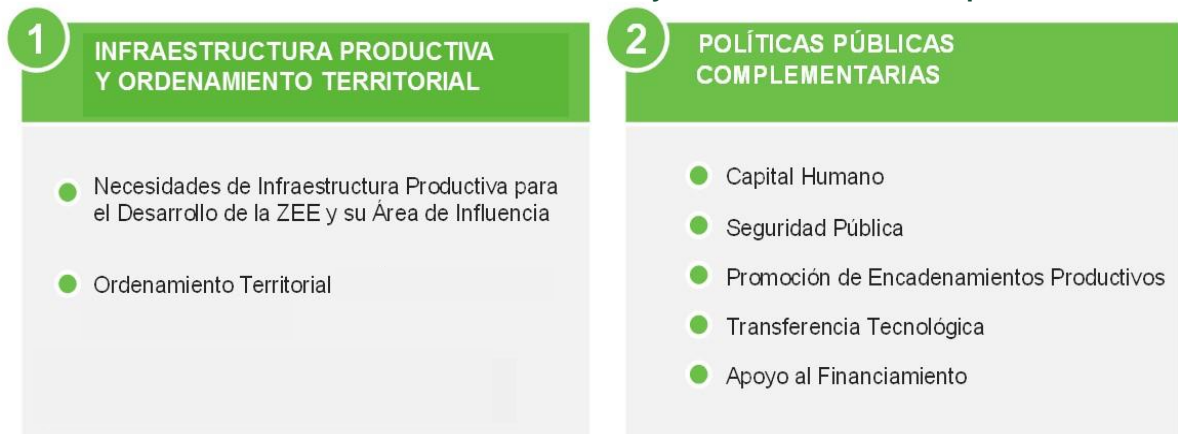 1
INFRAESTRUCTURA PRODUCTIVA
Y ORDENAMIENTO TERRITORIAL
Necesidades de Infraestructura Productiva para
el Desarrollo de la ZEE y su Área de Influencia
Ordenamiento Territorial
2
POLÍTICAS PÚBLICAS
COMPLEMENTARIAS
Capital Humano
Seguridad Pública
Promoción de Encadenamientos Productivos
Transferencia Tecnológica
Apoyo al Financiamiento